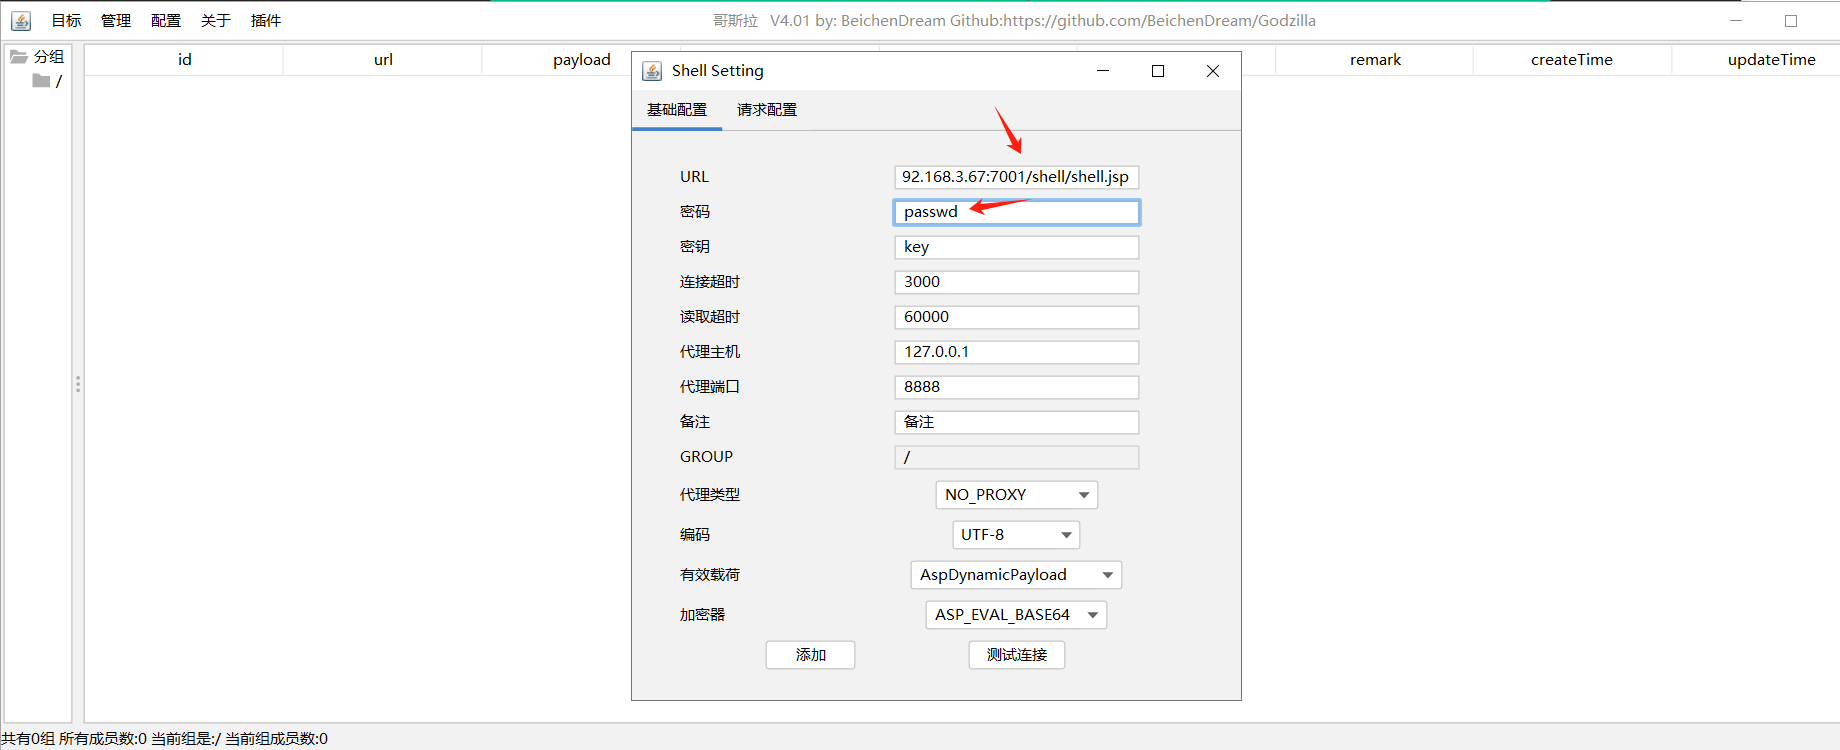 目标 管理 配置 关于 插件
哥斯拉 V4.01 by: BeichenDream Github:https://github.com/BeichenDream/Godzilla
分组
/
id url payload remark createTime updateTime
Shell Setting
基础配置 请求配置
URL 92.168.3.67:7001/shell/shell.jsp
密码 passwd
密钥 key
连接超时 3000
读取超时 60000
代理主机 127.0.0.1
代理端口 8888
备注 备注
GROUP /
代理类型 NO_PROXY
编码 UTF-8
有效载荷 AspDynamicPayload
加密器 ASP_EVAL_BASE64
添加 测试连接
共有0组 所有成员数:0 当前组是:/ 当前组成员数:0